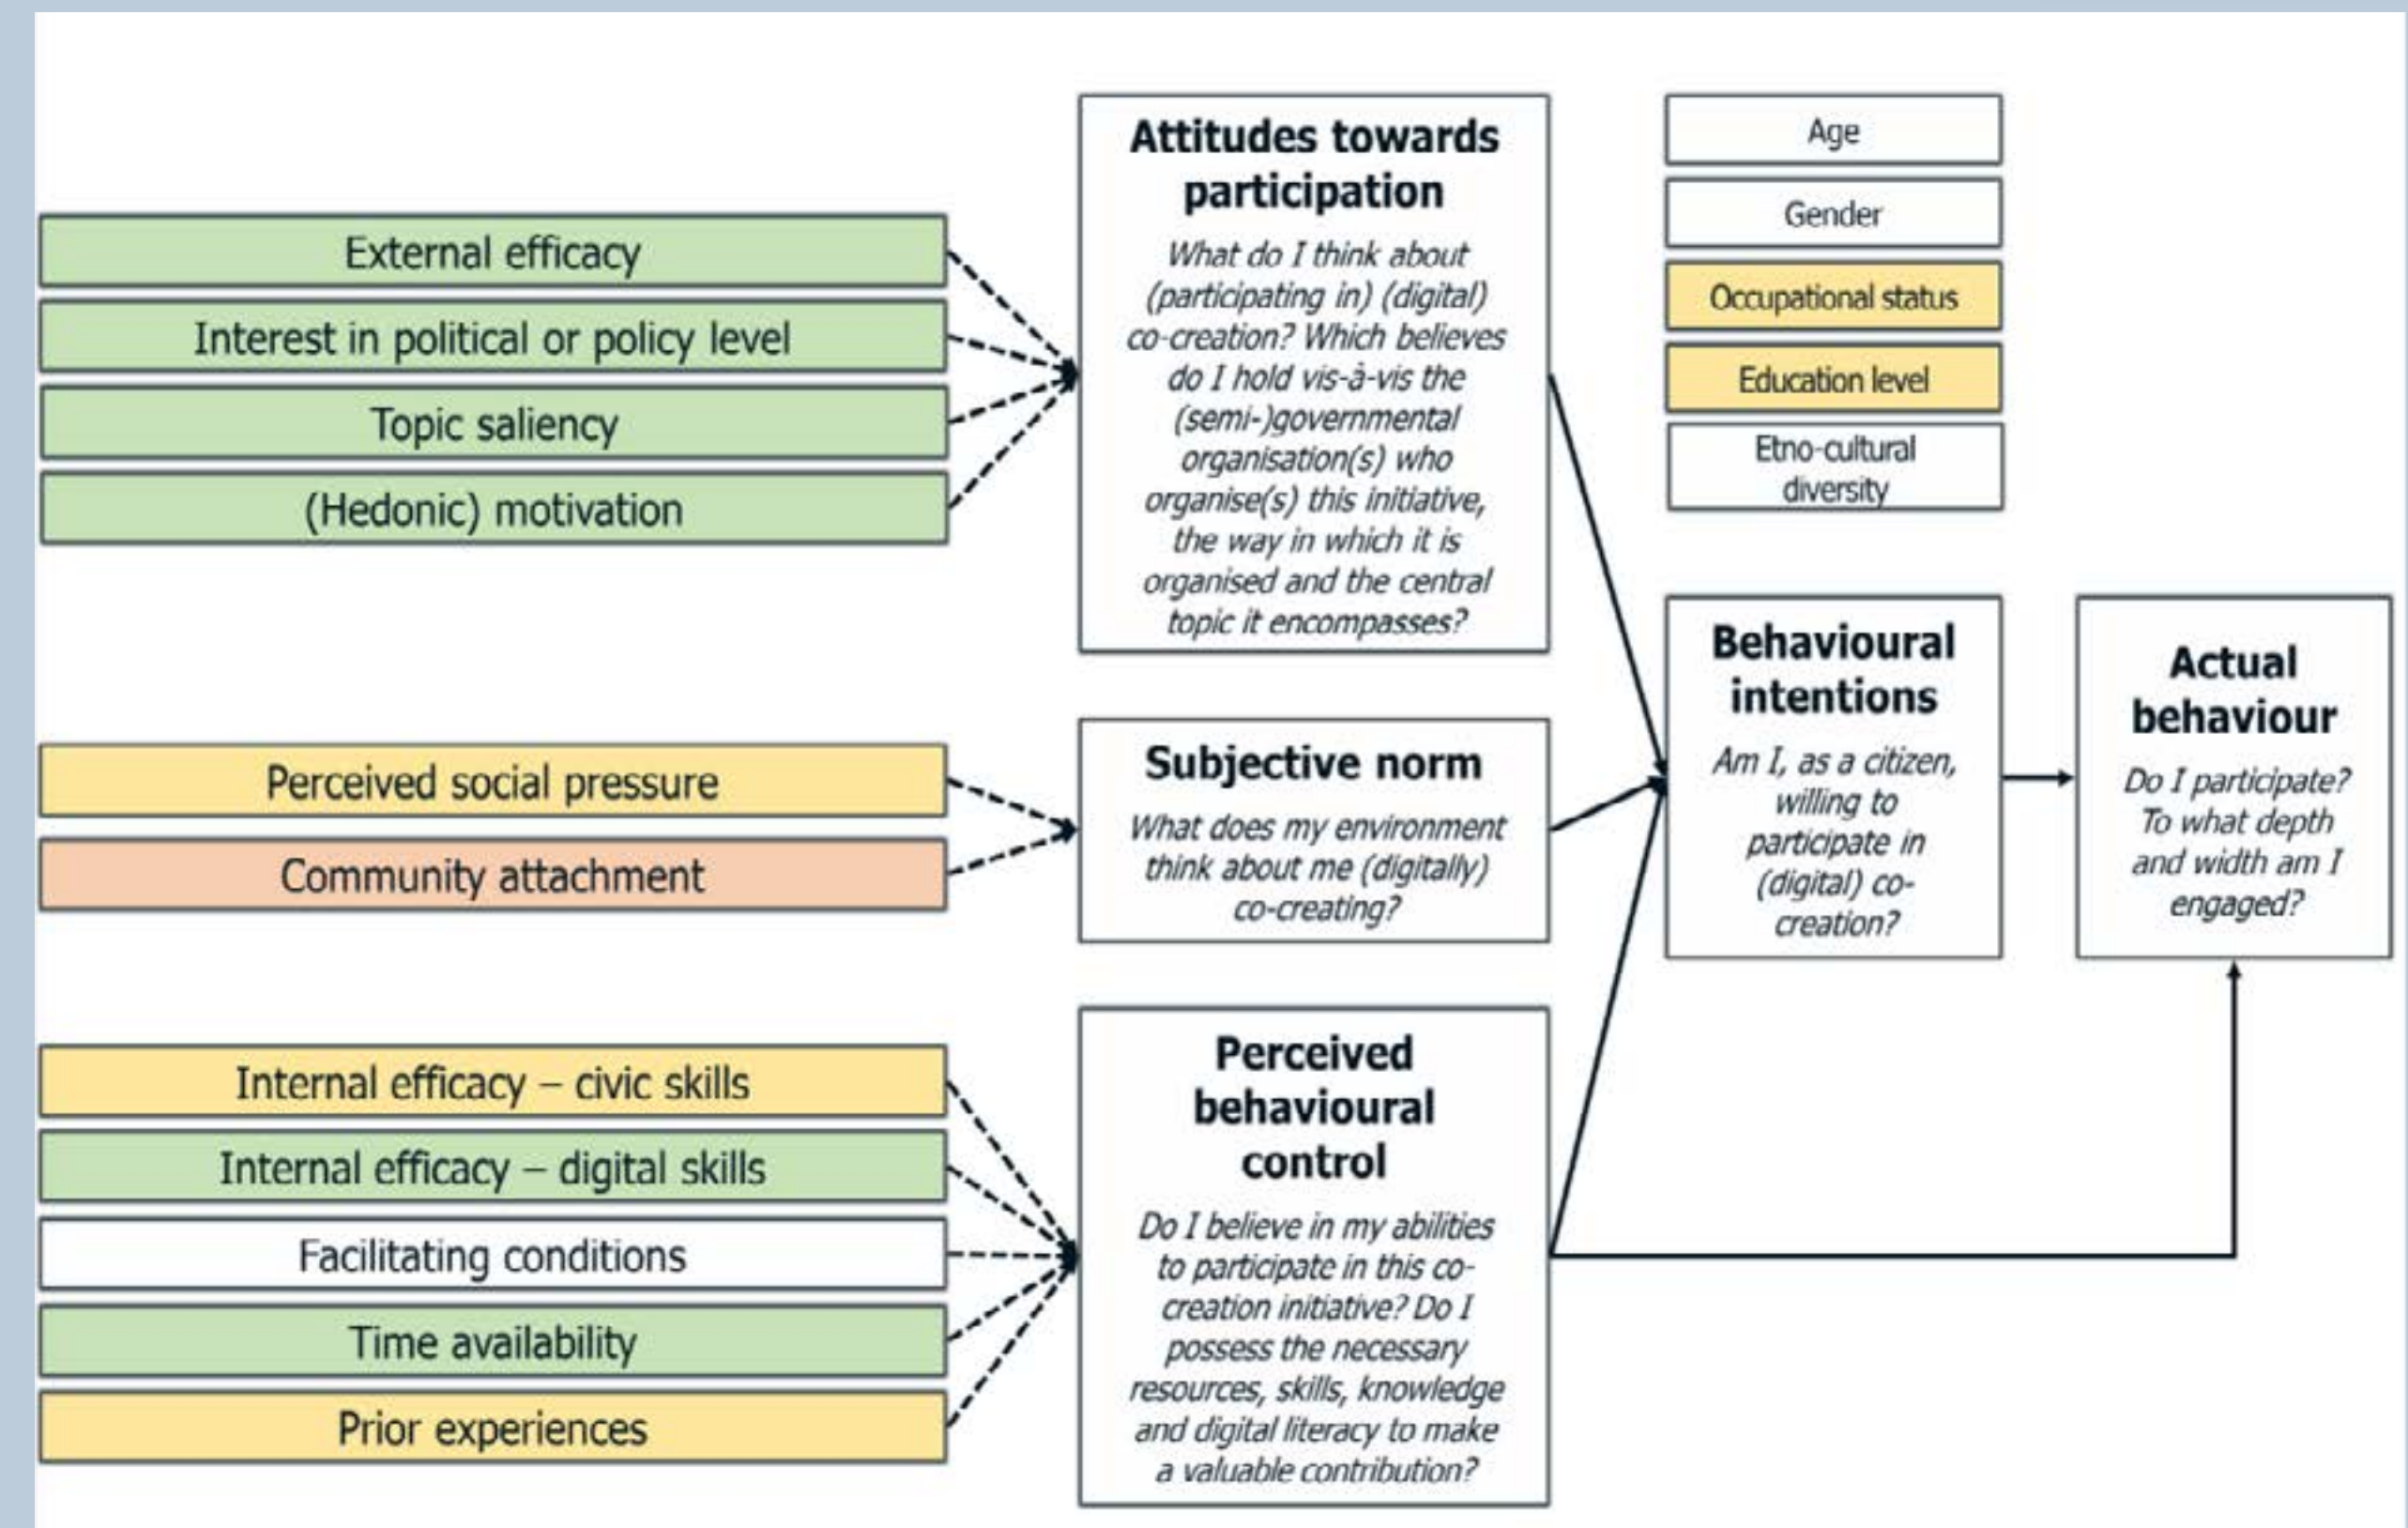 External efficacy
Interest in political or policy level
Topic saliency
(Hedonic) motivation
Perceived social pressure
Community attachment
Internal efficacy – civic skills
Internal efficacy – digital skills
Facilitating conditions
Time availability
Prior experiences
Attitudes towards
participation
What do I think about
(participating in) (digital)
co-creation? Which believes
do I hold vis-à-vis the
(semi-)governmental
organisation(s) who
organise(s) this initiative,
the way in which it is
organised and the central
topic it encompasses?
Subjective norm
What does my environment
think about me (digitally)
co-creating?
Perceived
behavioural
control
Do I believe in my abilities
to participate in this co-
creation initiative? Do I
possess the necessary
resources, skills, knowledge
and digital literacy to make
a valuable contribution?
Age
Gender
Occupational status
Education level
Etno-cultural
diversity
Behavioural
intentions
Am I, as a citizen,
willing to
participate in
(digital) co-
creation?
Actual
behaviour
Do I participate?
To what depth
and width am I
engaged?